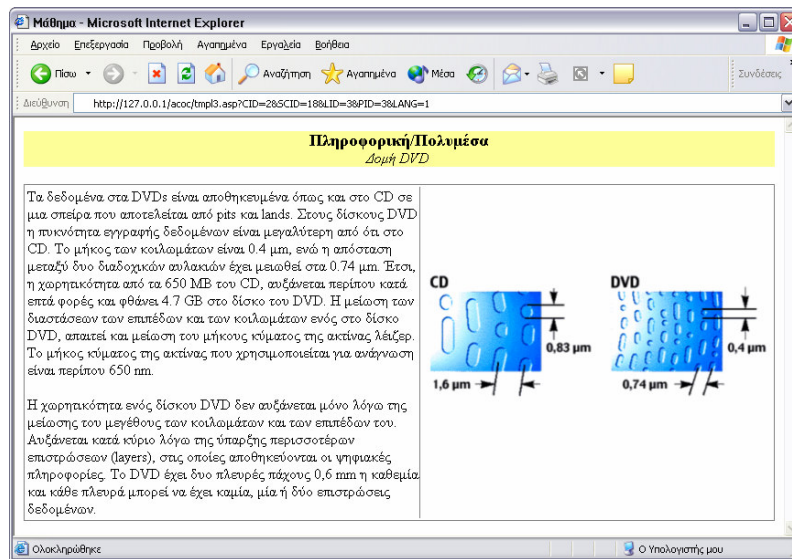 Μάθημα - Microsoft Internet Explorer
Αρχείο Επεξεργασία Προβολή Αγαπημένα Εργαλεία Βοήθεια
Πίσω Αναζήτηση Αγαπημένα Μέσα Συνδέσεις
Διεύθυνση http://127.0.0.1/acoc/tmpl3.asp?CID=2&SCID=18&LID=3&PID=3&LANG=1
Πληροφορική/Πολυμέσα
Δομή DVD
Τα δεδομένα στα DVDs είναι αποθηκευμένα όπως και στο CD σε
μια σπείρα που αποτελείται από pits και lands. Στους δίσκους DVD
η πυκνότητα εγγραφής δεδομένων είναι μεγαλύτερη από ότι στο
CD. Το μήκος των κοιλωμάτων είναι 0.4 μm, ενώ η απόσταση
μεταξύ δυο διαδοχικών αυλακιών έχει μειωθεί στα 0.74 μm. Έτσι,
η χωρητικότητα από τα 650 MB του CD, αυξάνεται περίπου κατά
επτά φορές και φθάνει 4.7 GB στο δίσκο του DVD. Η μείωση των
διαστάσεων των επιπέδων και των κοιλωμάτων ενός στο δίσκο
DVD, απαιτεί και μείωση του μήκους κύματος της ακτίνας λέιζερ.
Το μήκος κύματος της ακτίνας που χρησιμοποιείται για ανάγνωση
είναι περίπου 650 nm.
Η χωρητικότητα ενός δίσκου DVD δεν αυξάνεται μόνο λόγω της
μείωσης του μεγέθους των κοιλωμάτων και των επιπέδων του.
Αυξάνεται κατά κύριο λόγω της ύπαρξης περισσοτέρων
επιστρώσεων (layers), στις οποίες αποθηκεύονται οι ψηφιακές
πληροφορίες. Το DVD έχει δυο πλευρές πάχους 0,6 mm η καθεμία
και κάθε πλευρά μπορεί να έχει καμία, μία ή δύο επιστρώσεις
δεδομένων.
CD
0,83 μm
1,6 μm
DVD
0,4 μm
0,74 μm
Ολοκληρώθηκε
Ο Υπολογιστής μου